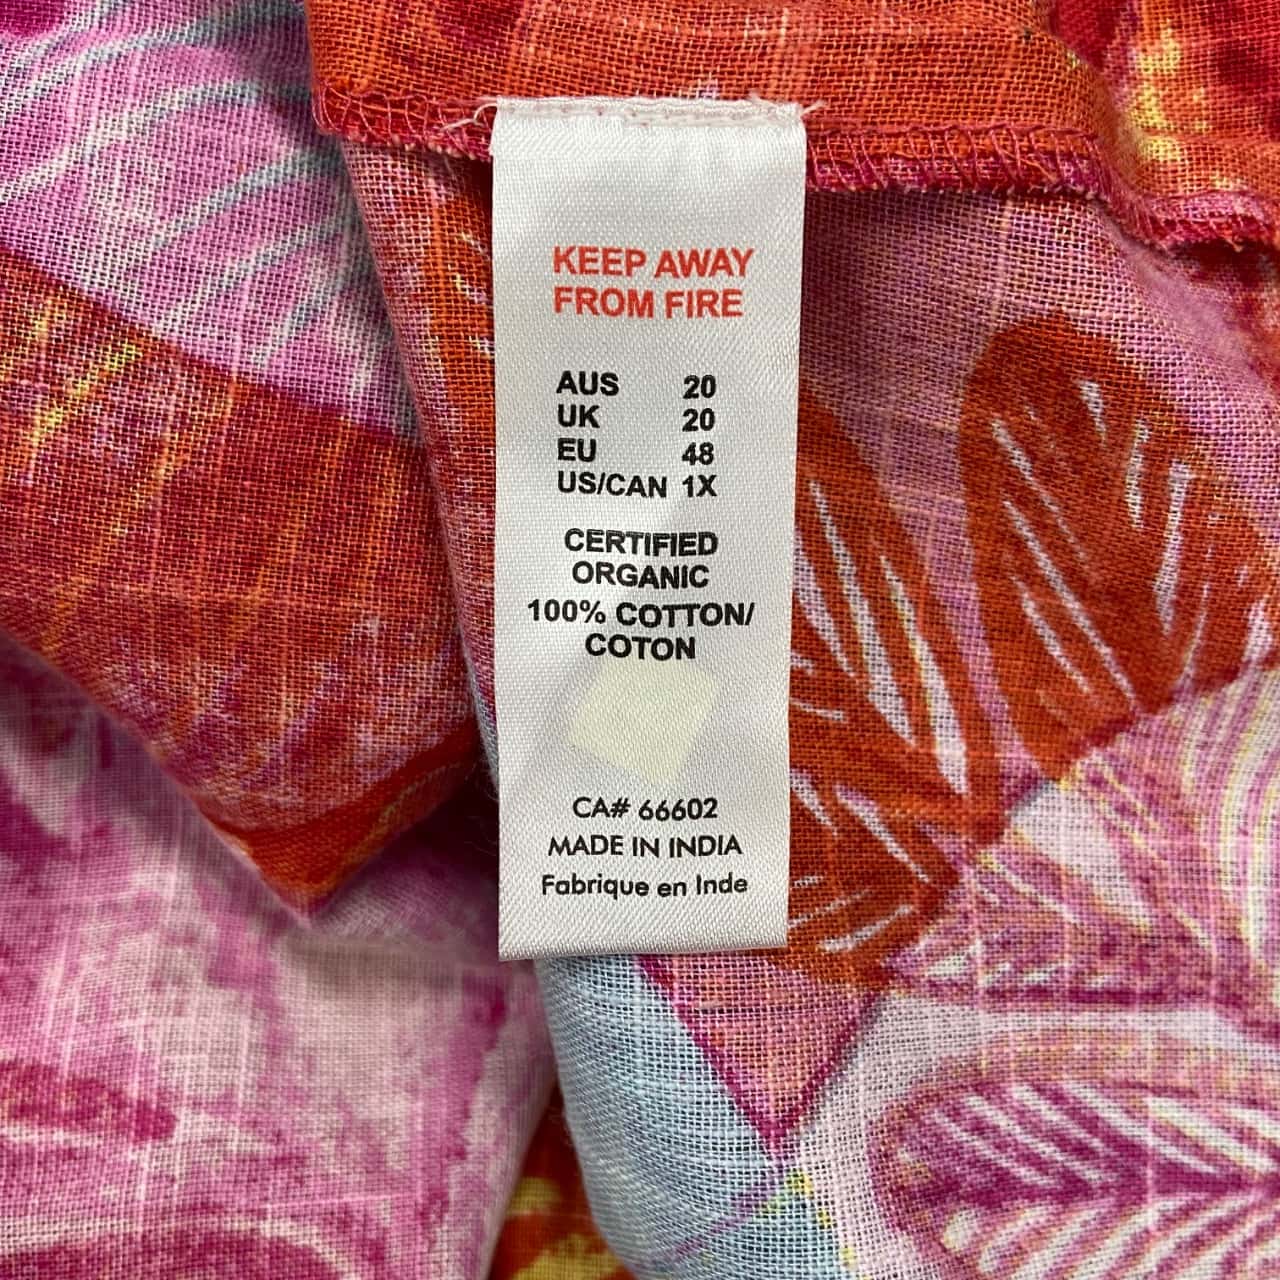 KEEP AWAY
FROM FIRE
AUS 20
UK 20
EU 48
US/CAN 1X
CERTIFIED
ORGANIC
100% COTTON/
COTON
CA# 66602
MADE IN INDIA
Fabrique en Inde